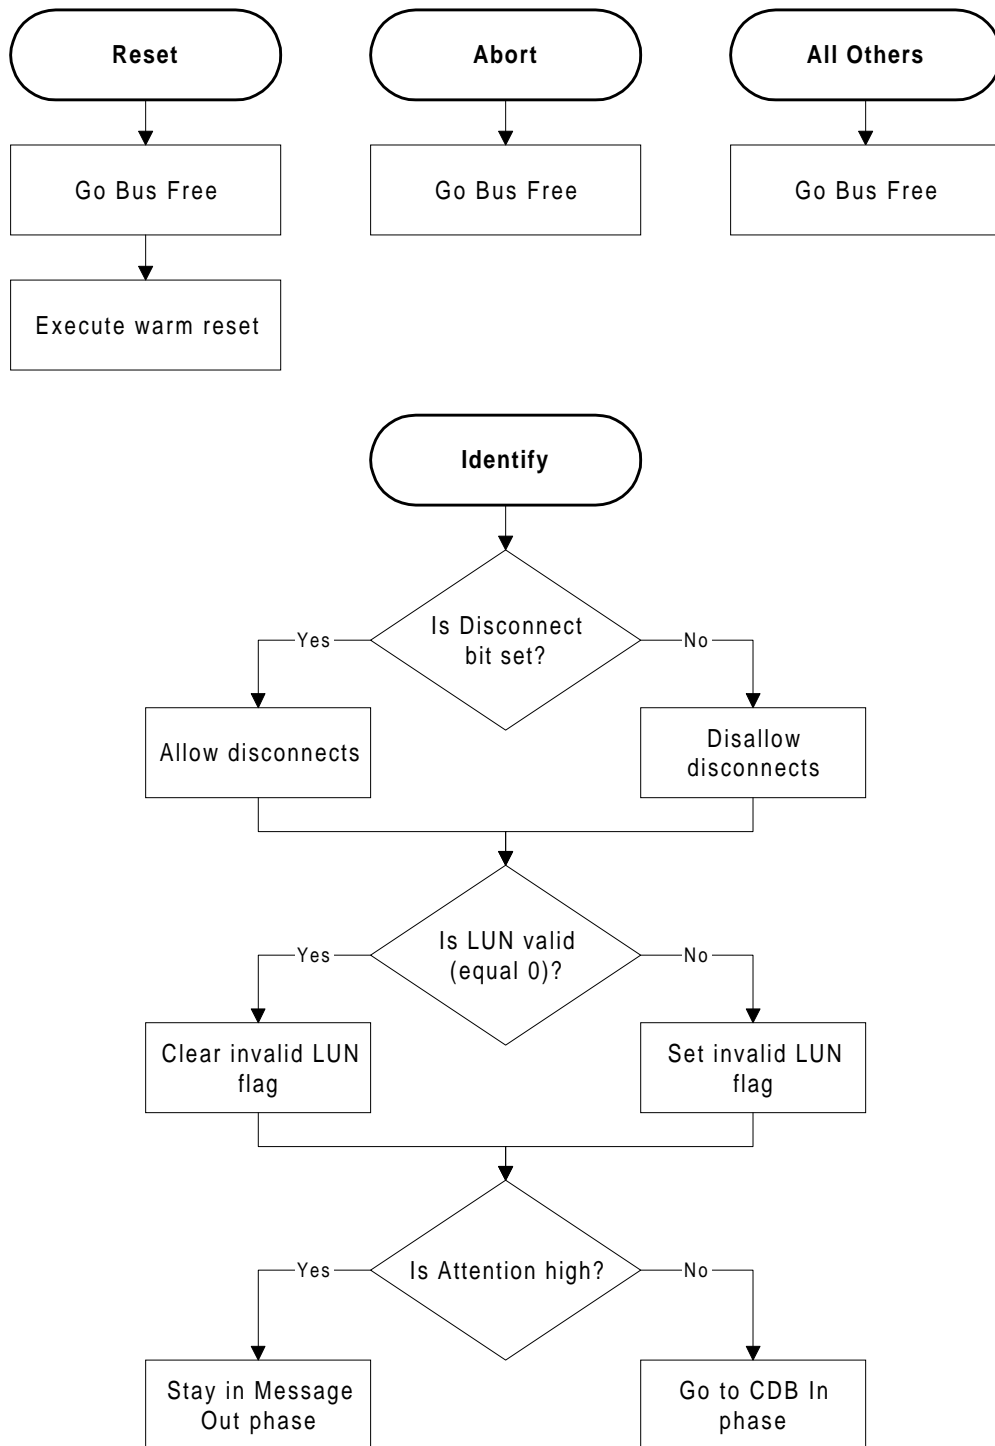 Reset
Abort
All Others
Go Bus Free
Go Bus Free
Go Bus Free
Execute warm reset
Identify
Is Disconnect
bit set?
Yes
No
Allow disconnects
Disallow
disconnects
Is LUN valid
(equal 0)?
Yes
No
Clear invalid LUN
flag
Set invalid LUN
flag
Is Attention high?
Yes
No
Stay in Message
Out phase
Go to CDB In
phase